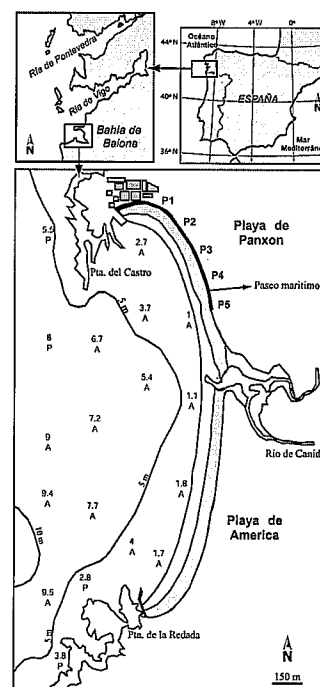 8°W 4°W 0°
Océano
Atlántico
44°N
40°N
36°N
ESPAÑA
Mar
Mediterráneo
N
Ría de Pontevedra
Ría de Vigo
Bahía de
Baiona
N
P1
P2
P3
P4
P5
Playa de
Panxon
Paseo marítimo
Pta. del Castro
5.5
P
2.7
A
5 m
3.7
A
1
A
8
P
6.7
A
5.4
A
1.1
A
7.2
A
9
A
Río de Canido
1.8
A
9.4
A
7.7
A
5 m
10 m
Playa de
America
4
A
1.7
A
9.5
A
2.8
P
Pta. de la Redada
5 m
3.8
P
N
150 m